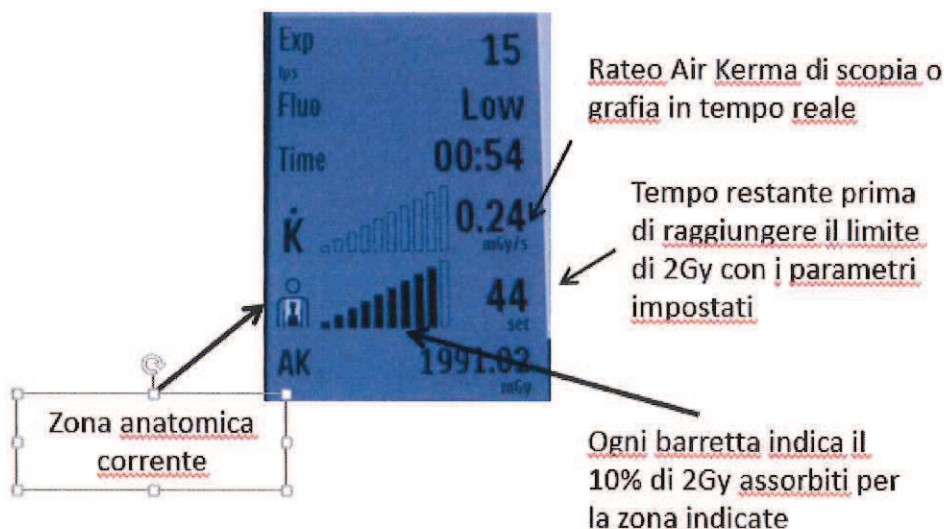 Exp 15
fps
Fluo Low
Time 00:54
K̇ 0.24
mGy/s
44
set
AK 1991.02
mGy
Rateo Air Kerma di scopia o
grafia in tempo reale
Tempo restante prima
di raggiungere il limite
di 2Gy con i parametri
impostati
Zona anatomica
corrente
Ogni barretta indica il
10% di 2Gy assorbiti per
la zona indicate